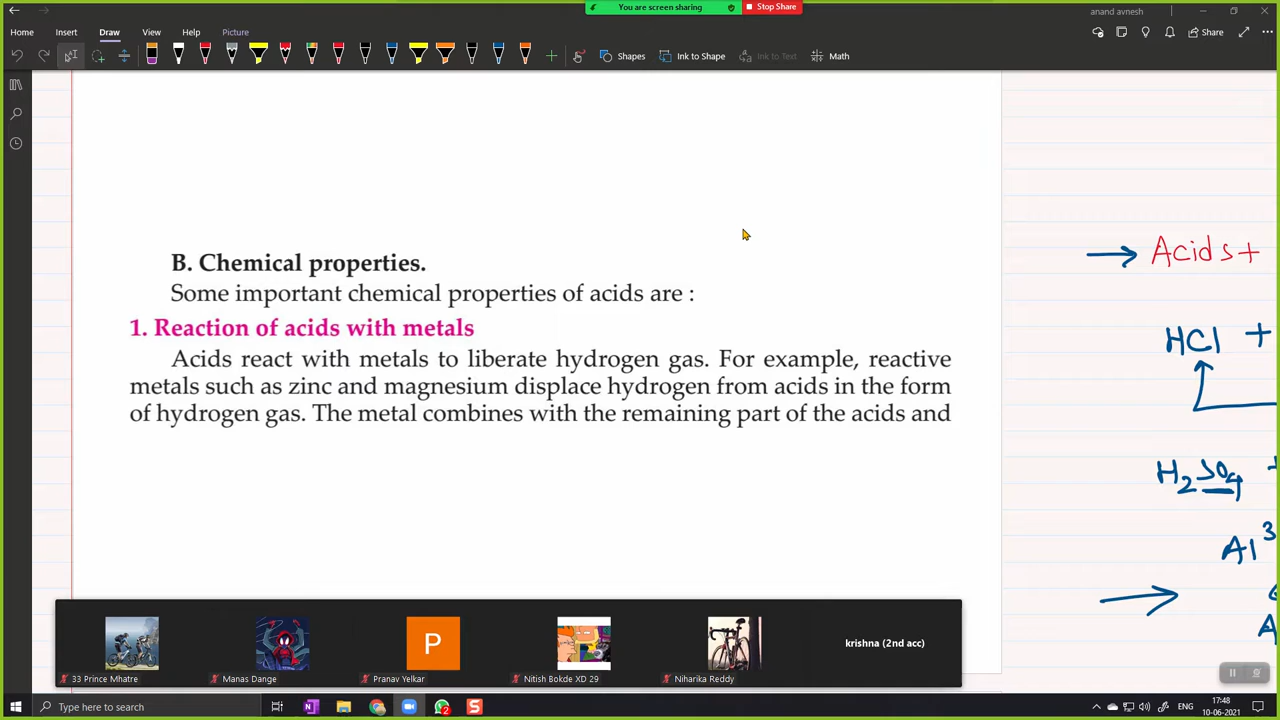 You are screen sharing
Stop Share
anand avnesh
Home Insert Draw View Help Picture
Share
Shapes Ink to Shape Ink to Text Math
B. Chemical properties.
Some important chemical properties of acids are :
1. Reaction of acids with metals
Acids react with metals to liberate hydrogen gas. For example, reactive
metals such as zinc and magnesium displace hydrogen from acids in the form
of hydrogen gas. The metal combines with the remaining part of the acids and
→ Acids +
HCl +
H₂SO₄ +
Al 3
→
A
P
krishna (2nd acc)
33 Prince Mhatre
Manas Dange
Pranav Yelkar
Nitish Bokde XD 29
Niharika Reddy
Type here to search
2
ENG
17:48
10-06-2021